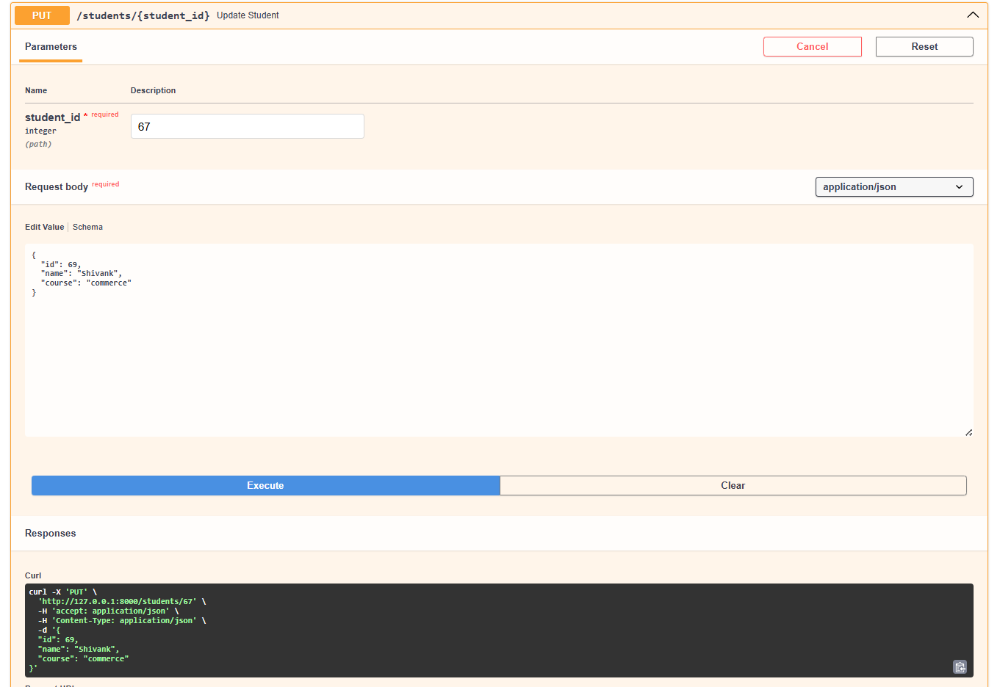 PUT /students/{student_id} Update Student
Parameters
Cancel
Reset
Name Description
student_id * required
integer
(path)
67
Request body required
application/json
Edit Value Schema
{
  "id": 69,
  "name": "Shivank",
  "course": "commerce"
}
Execute
Clear
Responses
Curl
curl -X 'PUT' \
  'http://127.0.0.1:8000/students/67' \
  -H 'accept: application/json' \
  -H 'Content-Type: application/json' \
  -d '{
  "id": 69,
  "name": "Shivank",
  "course": "commerce"
}'